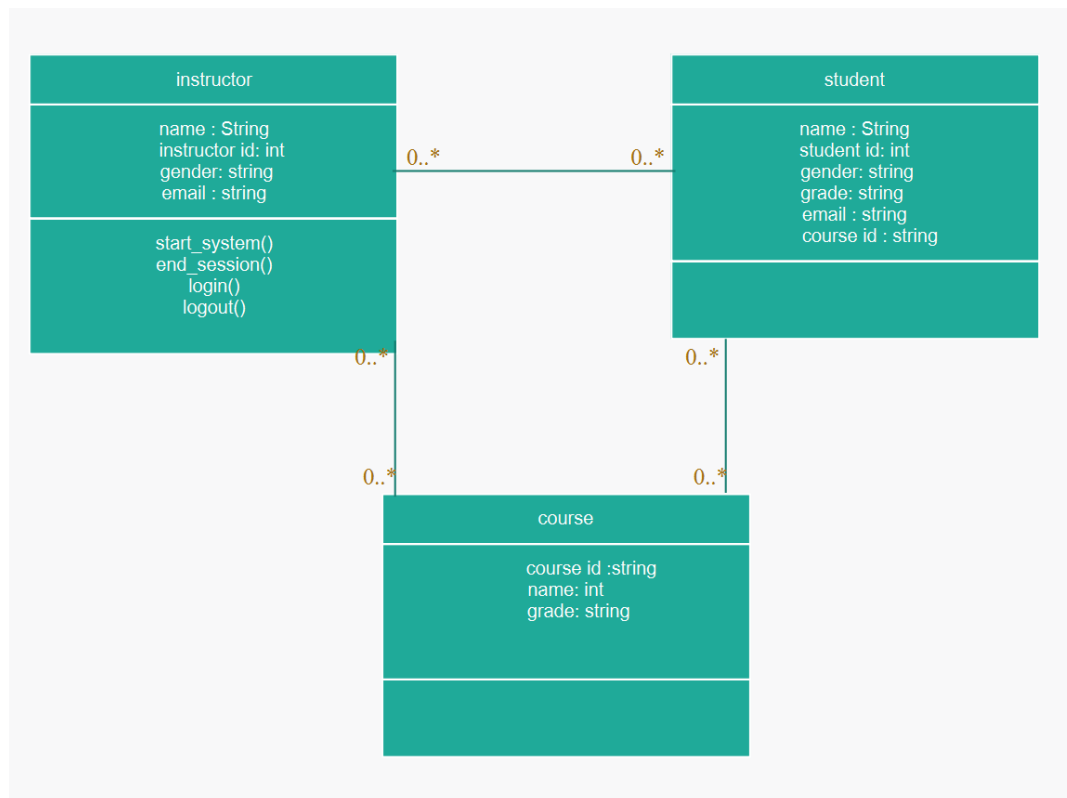 instructor
name : String
instructor id: int
gender: string
email : string
start_system()
end_session()
login()
logout()
0..*
0..*
student
name : String
student id: int
gender: string
grade: string
email : string
course id : string
0..*
0..*
0..*
0..*
course
course id :string
name: int
grade: string